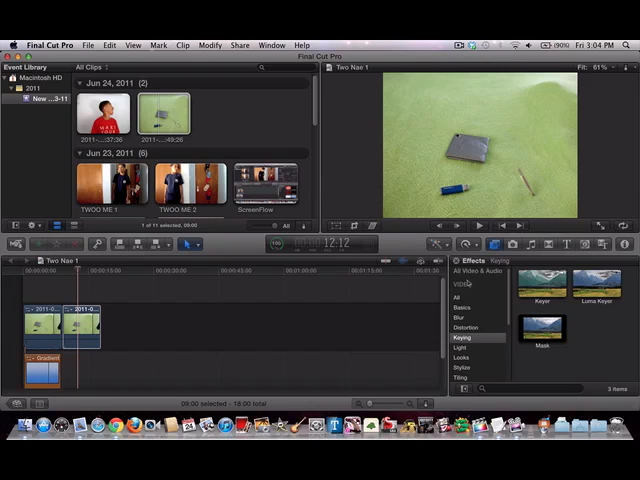 Final Cut Pro File Edit View Mark Clip Modify Share Window Help (90%) Fri 3:04 PM
Final Cut Pro
Event Library All Clips Two Nae 1 Fit: 61%
Macintosh HD
2011
New ...3-11
Jun 24, 2011 (2)
2011-...:37:36 2011-...:49:26
Jun 23, 2011 (6)
TWOO ME 1 TWOO ME 2 ScreenFlow
All
1 of 11 selected, 09:00
100 12:12
Two Nae 1
Effects Keying
All Video & Audio
VIDEO
All
Basics
Blur
Distortion
Keying
Light
Looks
Stylize
Tiling
Keyer Luma Keyer
Mask
00:00:00:00 00:00:15:00 00:00:30:00 00:00:45:00 00:01:00:00 00:01:15:00 00:01:30
2011-0... 2011-0...
Gradient
3 items
09:00 selected - 18:00 total